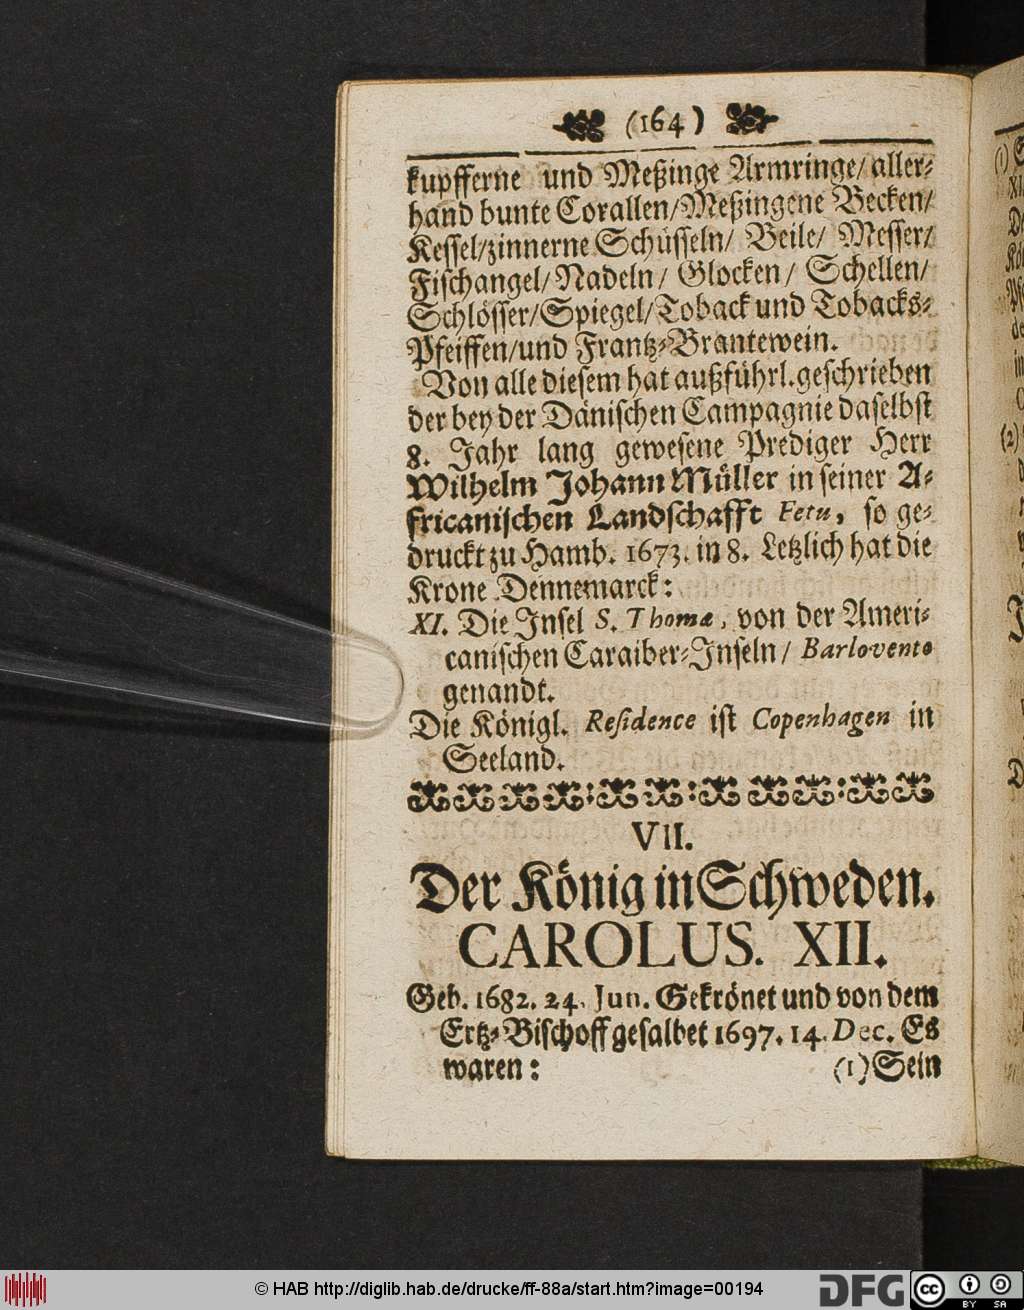 (164)
kupfferne und Meßinge Armringe/ aller-
hand bunte Corallen/Meßingene Becken/
Kessel/zinnerne Schüsseln/ Beile/ Messer/
Fischangel/ Nadeln/ Glocken/ Schellen/
Schlösser/Spiegel/Toback und Tobacks-
Pfeiffen/und Frantz-Brantewein.
Von alle diesem hat außführl.geschrieben
der bey der Dänischen Campagnie daselbst
8. Jahr lang gewesene Prediger Herr
Wilhelm Johann Müller in seiner A-
fricanischen Landschafft Fetu, so ge-
druckt zu Hamb. 1673. in 8. Letzlich hat die
Krone Dennemarck:
XI. Die Insel S. Thomæ, von der Ameri-
canischen Caraiber-Inseln/ Barlovento
genandt.
Die Königl. Residence ist Copenhagen in
Seeland.
VII.
Der König in Schweden.
CAROLUS. XII.
Geb. 1682. 24. Jun. Gekrönet und von dem
Ertz-Bischoff gesalbet 1697. 14. Dec. Es
waren: (1) Sein
© HAB http://diglib.hab.de/drucke/ff-88a/start.htm?image=00194
DFG
cc BY SA